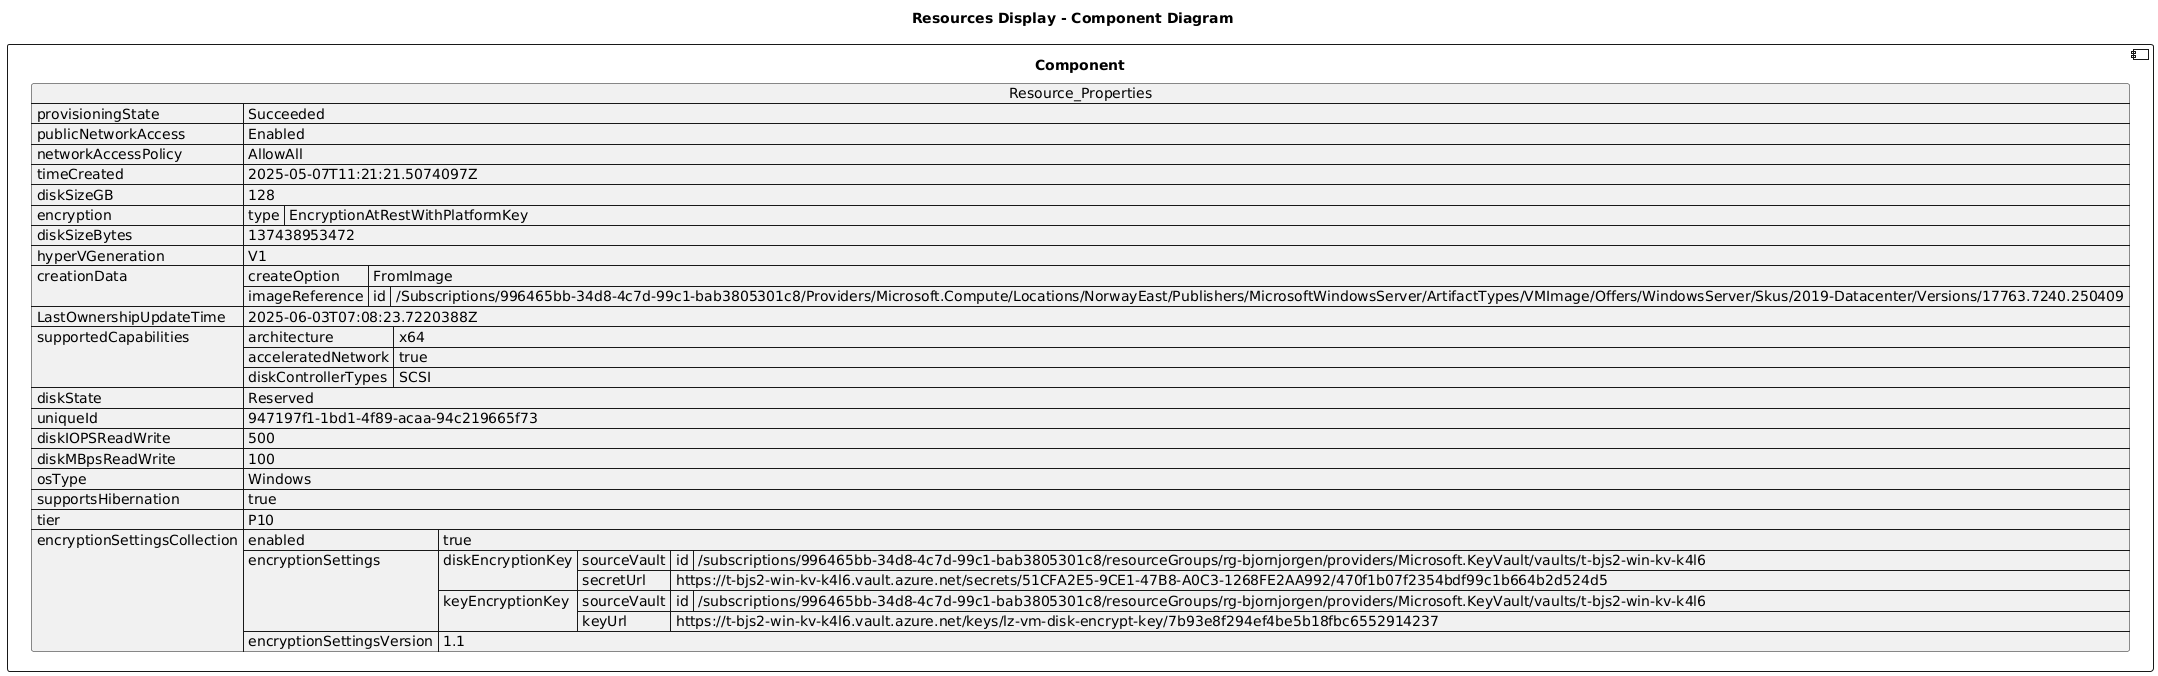 Resources Display - Component Diagram
Component
Resource_Properties
provisioningState Succeeded
publicNetworkAccess Enabled
networkAccessPolicy AllowAll
timeCreated 2025-05-07T11:21:21.5074097Z
diskSizeGB 128
encryption type EncryptionAtRestWithPlatformKey
diskSizeBytes 137438953472
hyperVGeneration V1
creationData createOption FromImage
imageReference id /Subscriptions/996465bb-34d8-4c7d-99c1-bab3805301c8/Providers/Microsoft.Compute/Locations/NorwayEast/Publishers/MicrosoftWindowsServer/ArtifactTypes/VMImage/Offers/WindowsServer/Skus/2019-Datacenter/Versions/17763.7240.250409
LastOwnershipUpdateTime 2025-06-03T07:08:23.7220388Z
supportedCapabilities architecture x64
acceleratedNetwork true
diskControllerTypes SCSI
diskState Reserved
uniqueId 947197f1-1bd1-4f89-acaa-94c219665f73
diskIOPSReadWrite 500
diskMBpsReadWrite 100
osType Windows
supportsHibernation true
tier P10
encryptionSettingsCollection enabled true
encryptionSettings diskEncryptionKey sourceVault id /subscriptions/996465bb-34d8-4c7d-99c1-bab3805301c8/resourceGroups/rg-bjornjorgen/providers/Microsoft.KeyVault/vaults/t-bjs2-win-kv-k4l6
secretUrl https://t-bjs2-win-kv-k4l6.vault.azure.net/secrets/51CFA2E5-9CE1-47B8-A0C3-1268FE2AA992/470f1b07f2354bdf99c1b664b2d524d5
keyEncryptionKey sourceVault id /subscriptions/996465bb-34d8-4c7d-99c1-bab3805301c8/resourceGroups/rg-bjornjorgen/providers/Microsoft.KeyVault/vaults/t-bjs2-win-kv-k4l6
keyUrl https://t-bjs2-win-kv-k4l6.vault.azure.net/keys/lz-vm-disk-encrypt-key/7b93e8f294ef4be5b18fbc6552914237
encryptionSettingsVersion 1.1